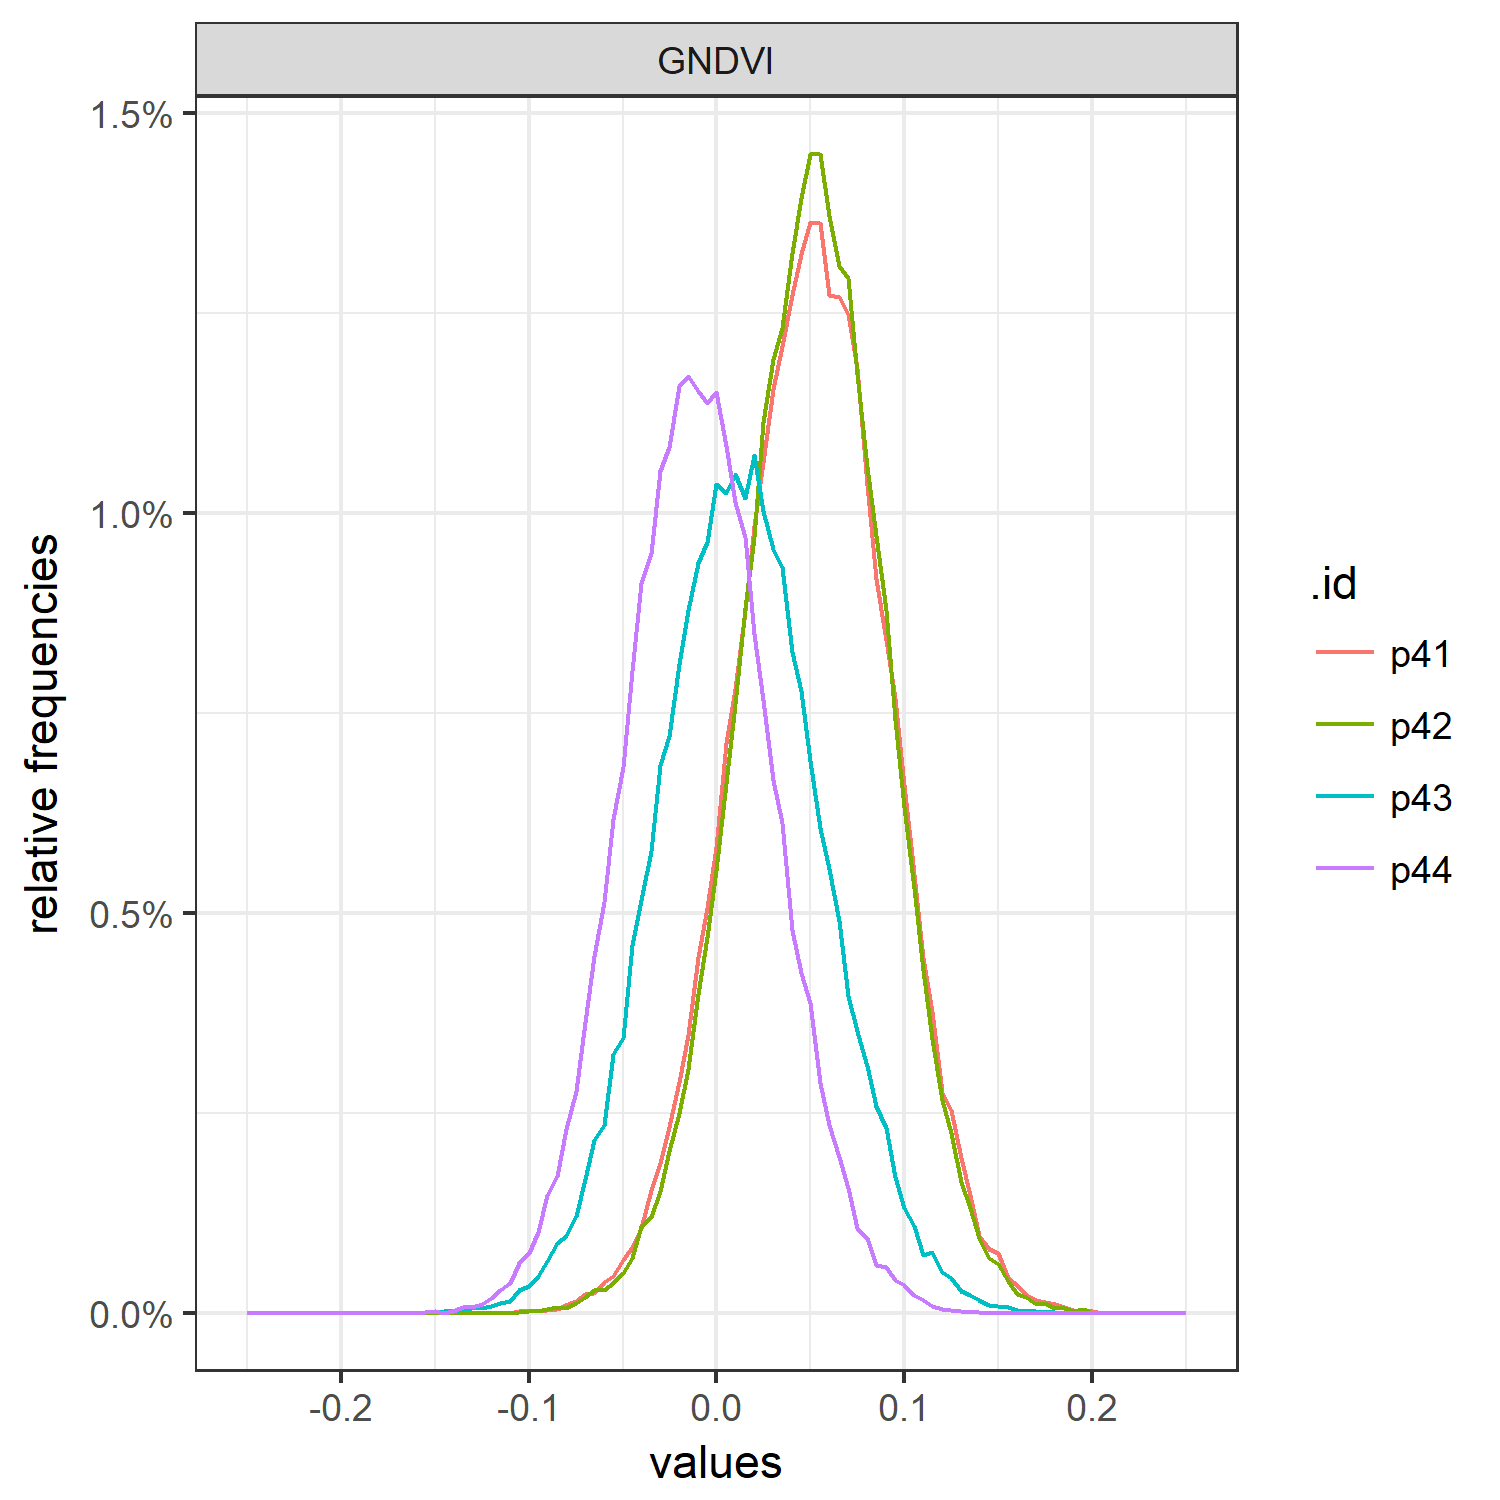 GNDVI
1.5%
1.0%
0.5%
0.0%
relative frequencies
-0.2
-0.1
0.0
0.1
0.2
values
.id
p41
p42
p43
p44